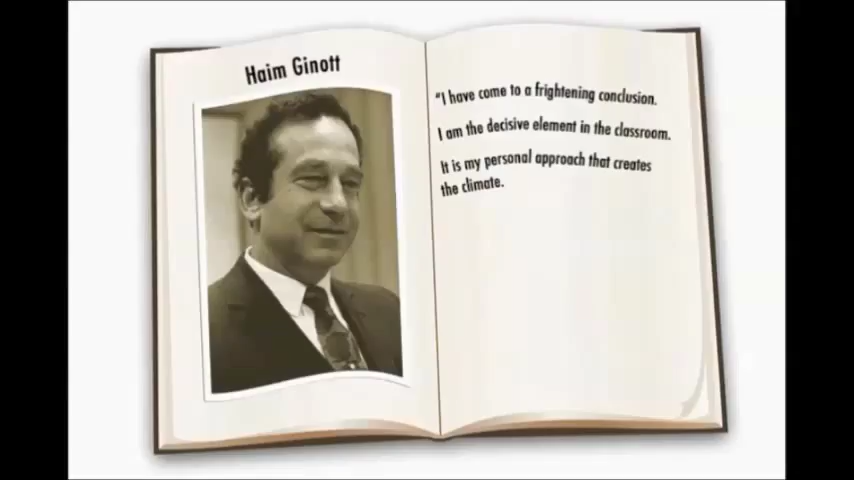 Haim Ginott
"I have come to a frightening conclusion.
I am the decisive element in the classroom.
It is my personal approach that creates
the climate.